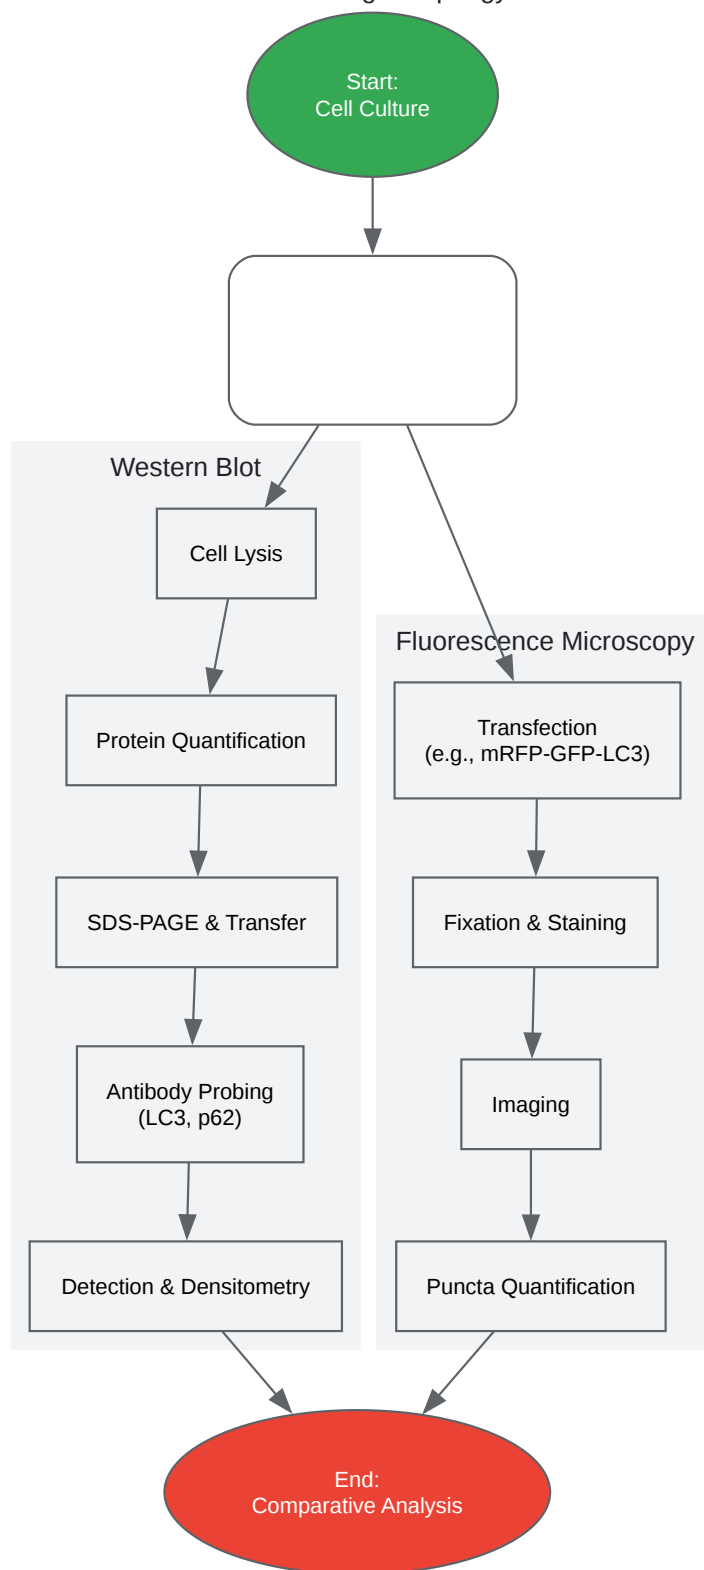 Start:
Cell Culture
Western Blot
Cell Lysis
Protein Quantification
SDS-PAGE & Transfer
Antibody Probing
(LC3, p62)
Detection & Densitometry
Fluorescence Microscopy
Transfection
(e.g., mRFP-GFP-LC3)
Fixation & Staining
Imaging
Puncta Quantification
End:
Comparative Analysis